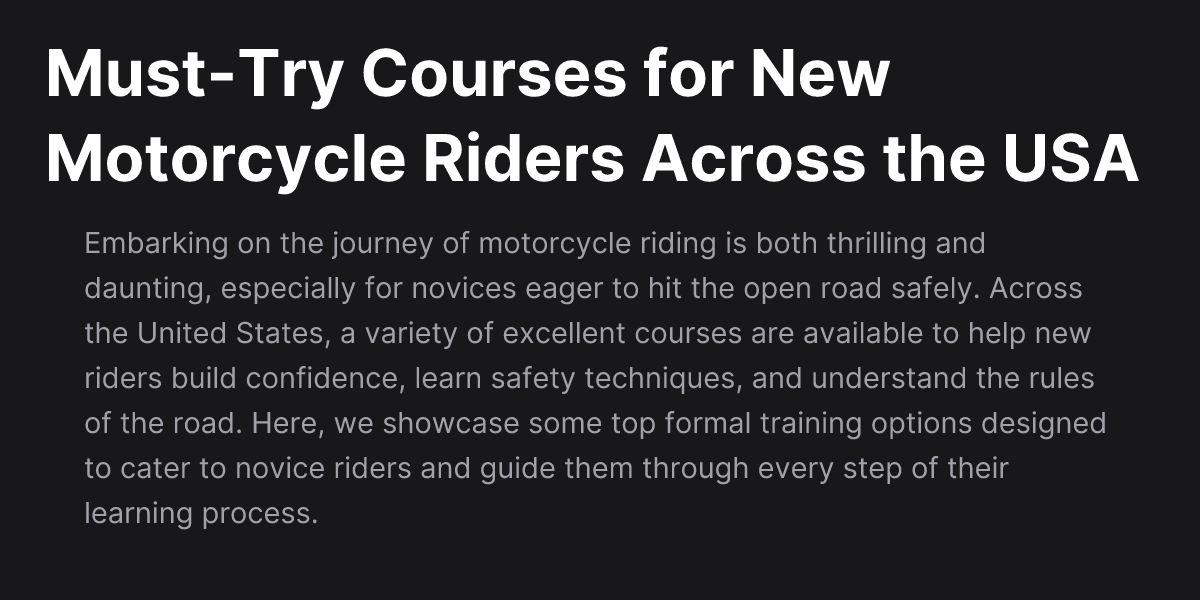 Must-Try Courses for New
Motorcycle Riders Across the USA
Embarking on the journey of motorcycle riding is both thrilling and
daunting, especially for novices eager to hit the open road safely. Across
the United States, a variety of excellent courses are available to help new
riders build confidence, learn safety techniques, and understand the rules
of the road. Here, we showcase some top formal training options designed
to cater to novice riders and guide them through every step of their
learning process.